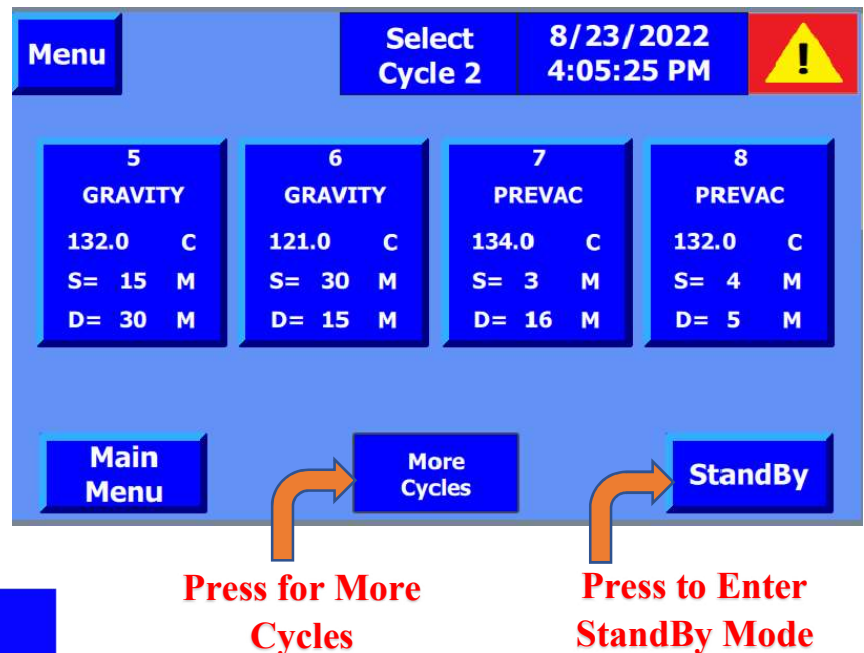 Menu
Select
Cycle 2
8/23/2022
4:05:25 PM
!
5
GRAVITY
132.0 C
S= 15 M
D= 30 M
6
GRAVITY
121.0 C
S= 30 M
D= 15 M
7
PREVAC
134.0 C
S= 3 M
D= 16 M
8
PREVAC
132.0 C
S= 4 M
D= 5 M
Main
Menu
More
Cycles
StandBy
Press for More
Cycles
Press to Enter
StandBy Mode